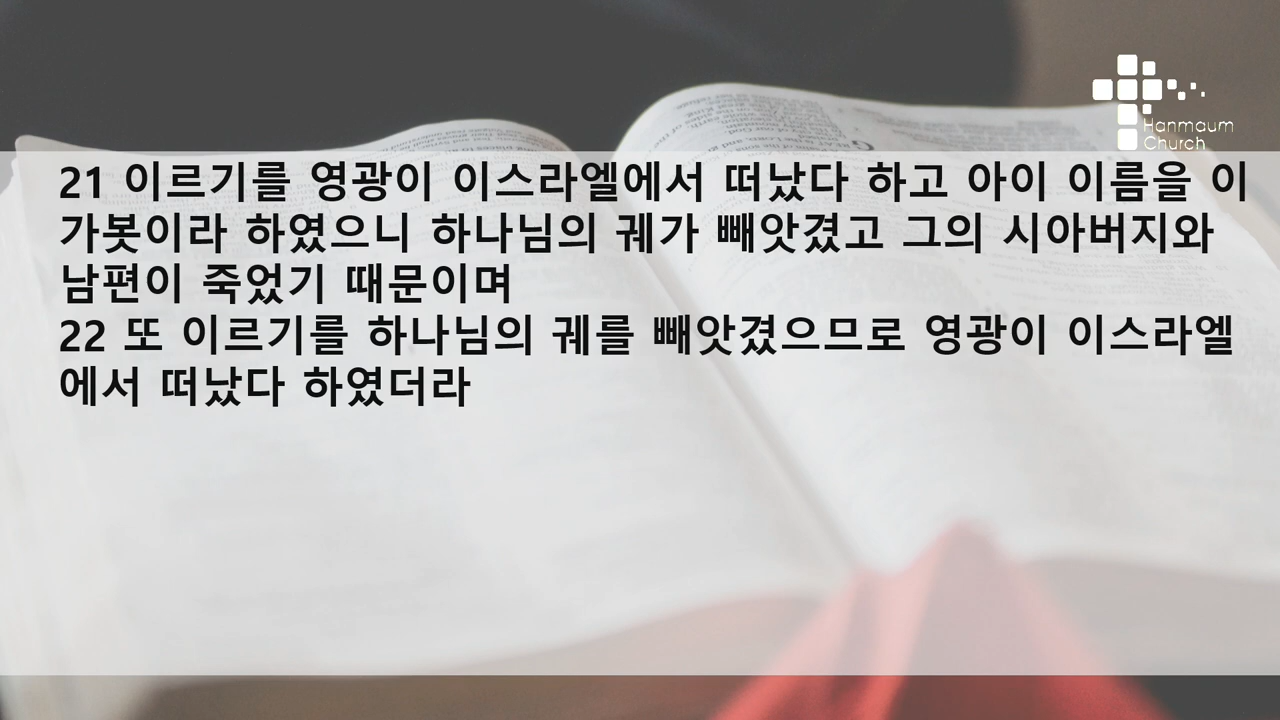 Hanmaum
Church
21 이르기를 영광이 이스라엘에서 떠났다 하고 아이 이름을 이
가봇이라 하였으니 하나님의 궤가 빼앗겼고 그의 시아버지와
남편이 죽었기 때문이며
22 또 이르기를 하나님의 궤를 빼앗겼으므로 영광이 이스라엘
에서 떠났다 하였더라